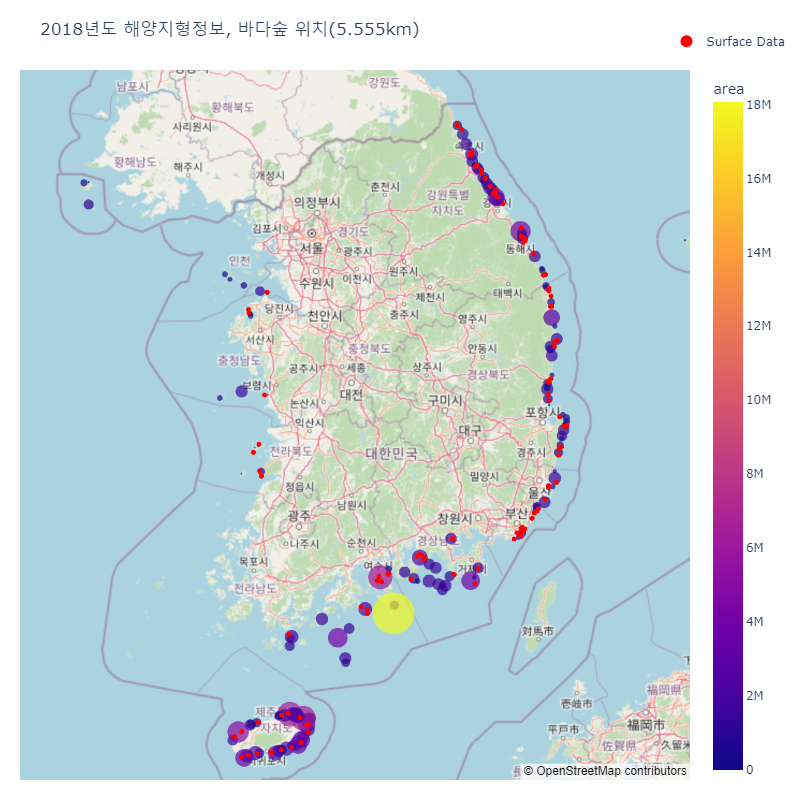 2018년도 해양지형정보, 바다숲 위치(5.555km)
Surface Data
area
18M
16M
14M
12M
10M
8M
6M
4M
2M
0
남포시
강원도
황해북도
사리원시
황해남도
해주시
개성시
춘천시
의정부시
강원특별
자치도
김포시
서울
경기도
광주시
동해시
인천
수원시
이천시
원주시
제천시
태백시
당진시
천안시
충주시
영주시
서산시
충청북도
안동시
충청남도
공주시
세종
상주시
경상북도
보령시
대전
구미시
논산시
포항시
익산시
대구
전라북도
대한민국
경주시
정읍시
밀양시
울산
남원시
광주
창원시
부산
나주시
순천시
경상남도
목포시
여수시
거제시
전라남도
対馬市
제주
자치도
서귀포시
壱岐市
福岡県
平戸市
福岡市
佐賀県
久留米
© OpenStreetMap contributors